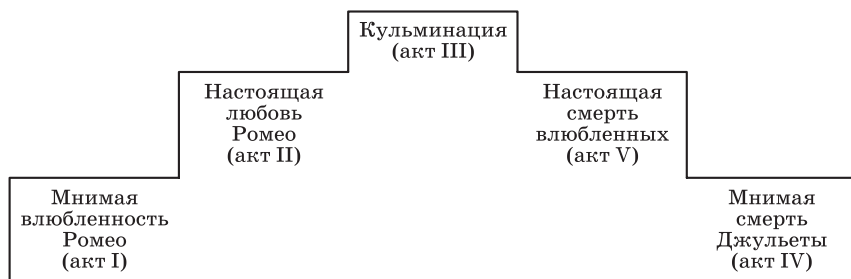 Кульминация
(акт III)
Настоящая
любовь
Ромео
(акт II)
Настоящая
смерть
влюбленных
(акт V)
Мнимая
влюбленность
Ромео
(акт I)
Мнимая
смерть
Джульеты
(акт IV)